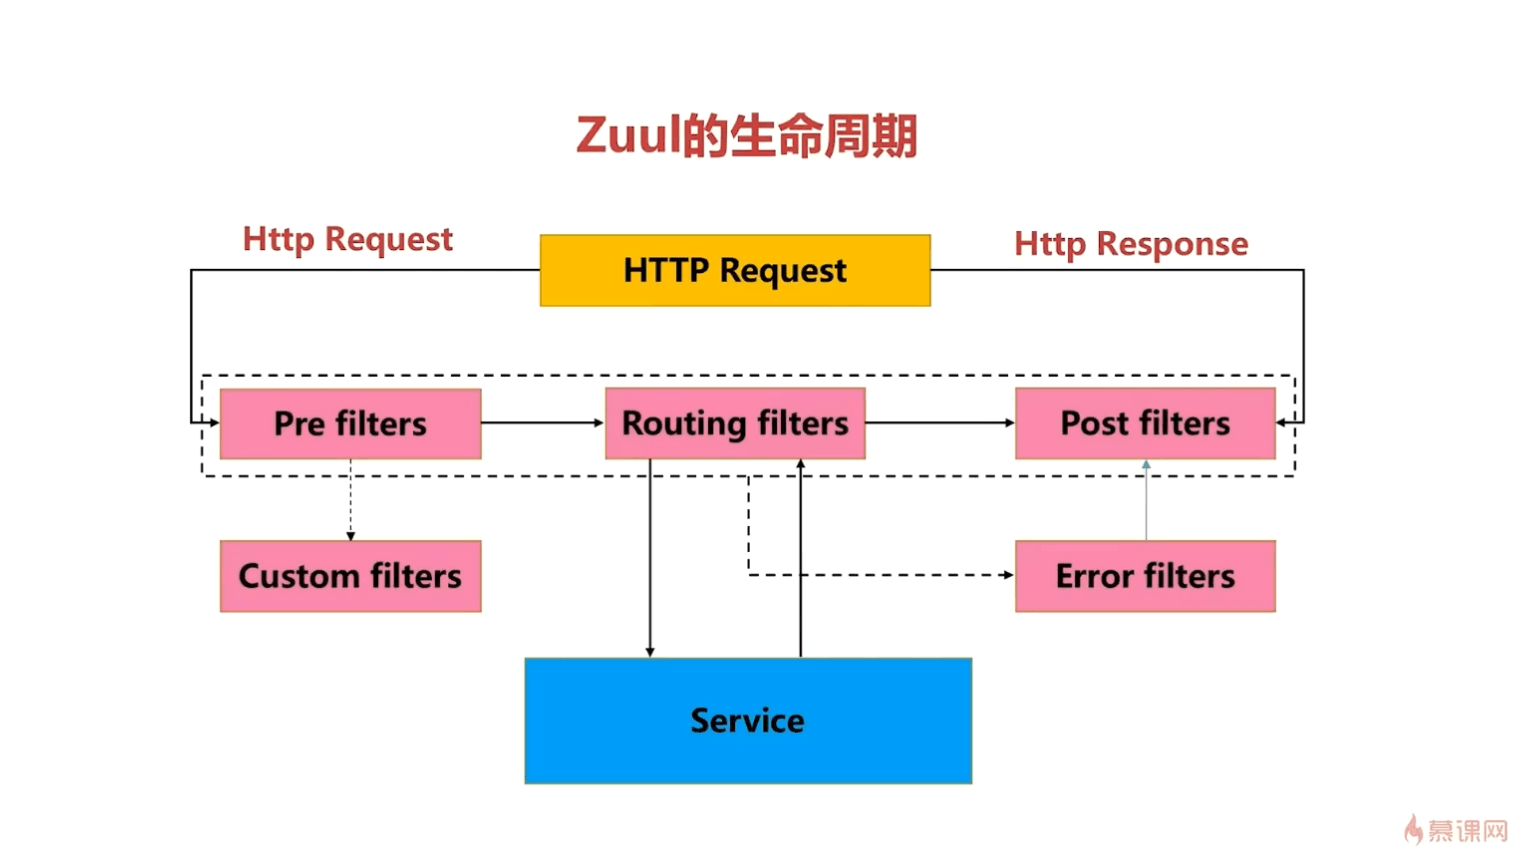 Zuul的生命周期
Http Request
HTTP Request
Http Response
Pre filters
Routing filters
Post filters
Custom filters
Error filters
Service
慕课网